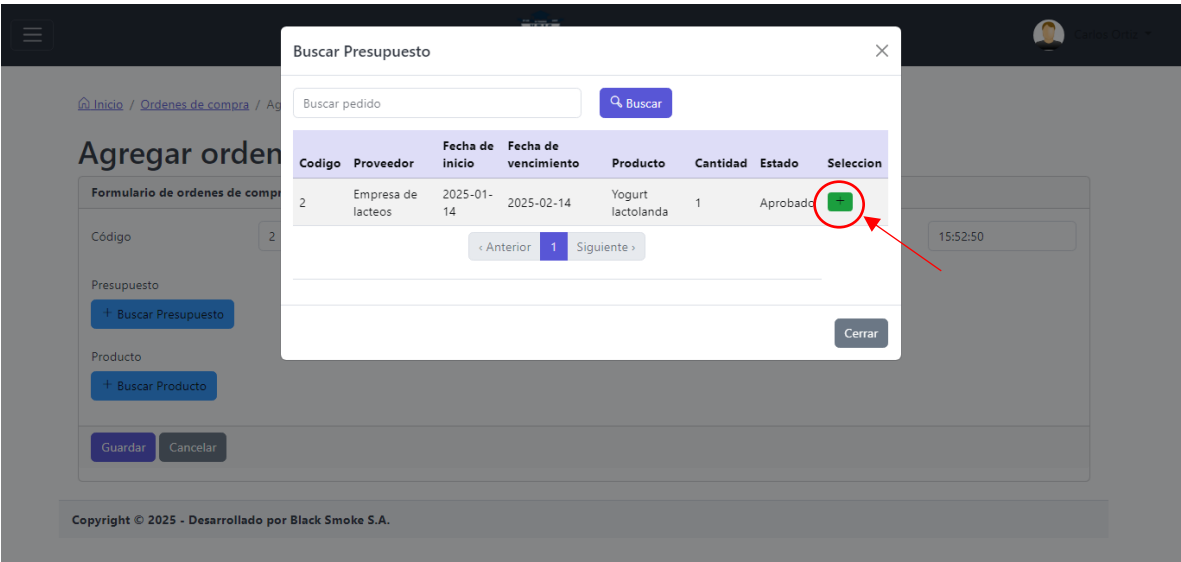 Carlos Ortiz
Buscar Presupuesto
Buscar pedido
Buscar
Inicio / Ordenes de compra / Ag
Agregar orden
Codigo Proveedor Fecha de inicio Fecha de vencimiento Producto Cantidad Estado Seleccion
2 Empresa de lacteos 2025-01-14 2025-02-14 Yogurt lactolanda 1 Aprobado +
‹ Anterior 1 Siguiente ›
Formulario de ordenes de compr
Código 2 15:52:50
Presupuesto
+ Buscar Presupuesto
Cerrar
Producto
+ Buscar Producto
Guardar Cancelar
Copyright © 2025 - Desarrollado por Black Smoke S.A.